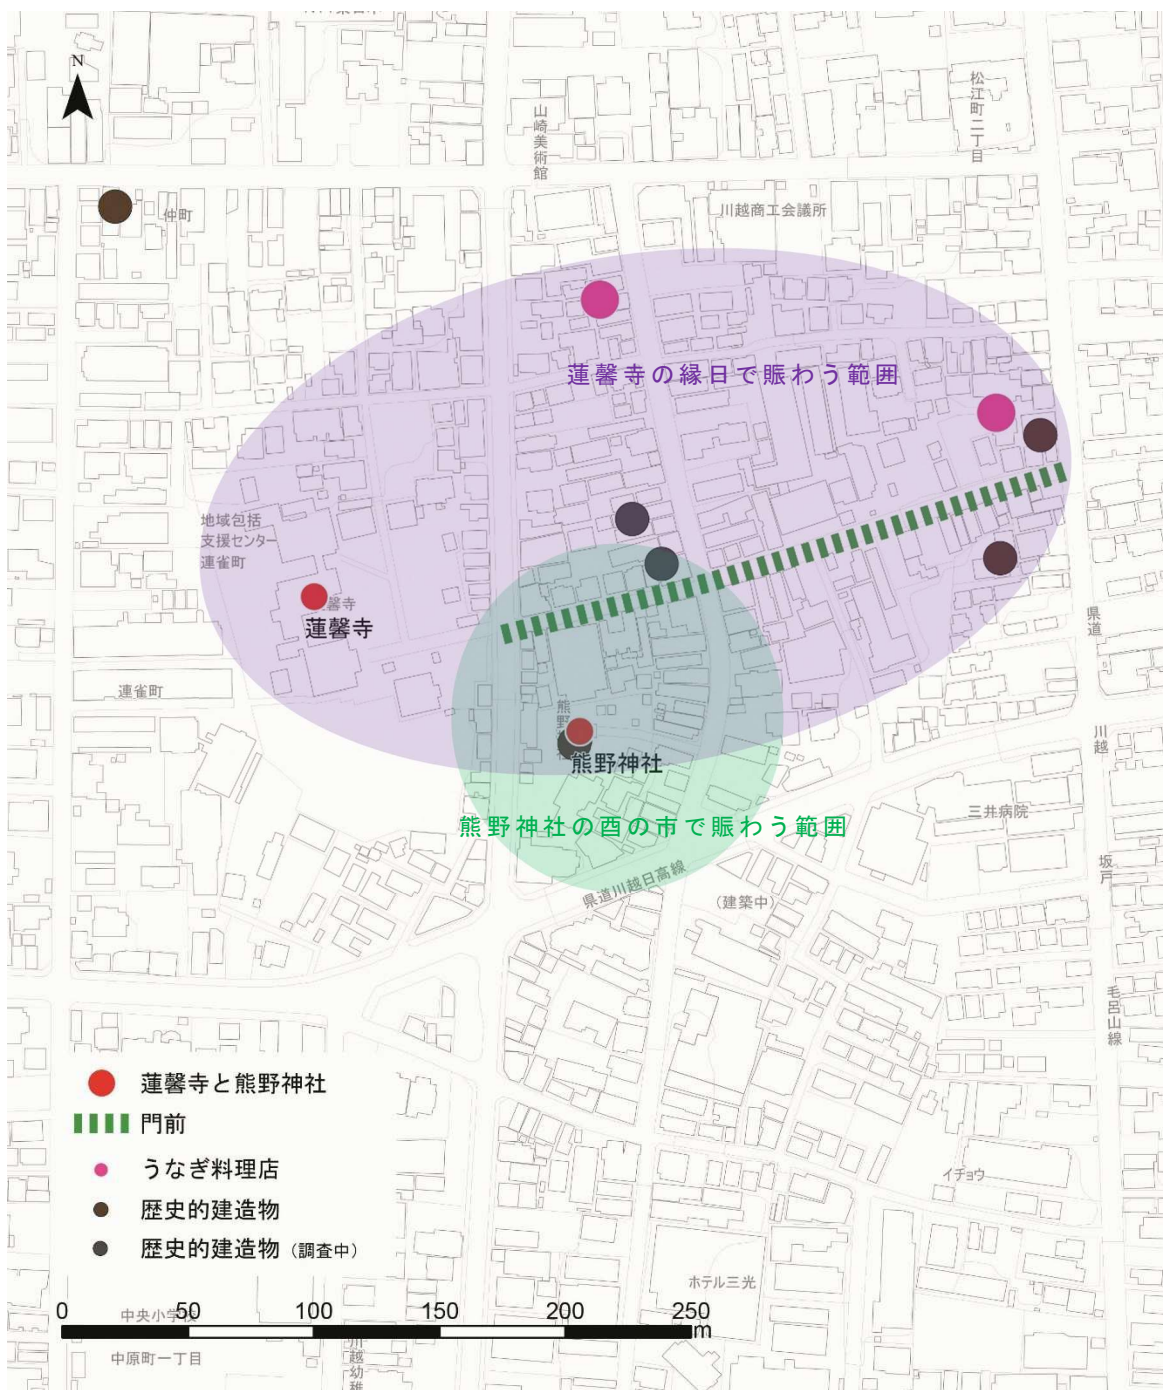 N
山崎美術館
松江町二丁目
仲町
川越商工会議所
蓮馨寺の縁日で賑わう範囲
地域包括
支援センター
連雀町
蓮馨寺
県道
連雀町
熊野神社
川越
三井病院
熊野神社の酉の市で賑わう範囲
坂戸
県道川越日高線
(建築中)
毛呂山線
蓮馨寺と熊野神社
門前
うなぎ料理店
イチョウ
歴史的建造物
歴史的建造物(調査中)
ホテル三光
0 50 100 150 200 250
m
中央小学校
中原町一丁目
川越幼稚